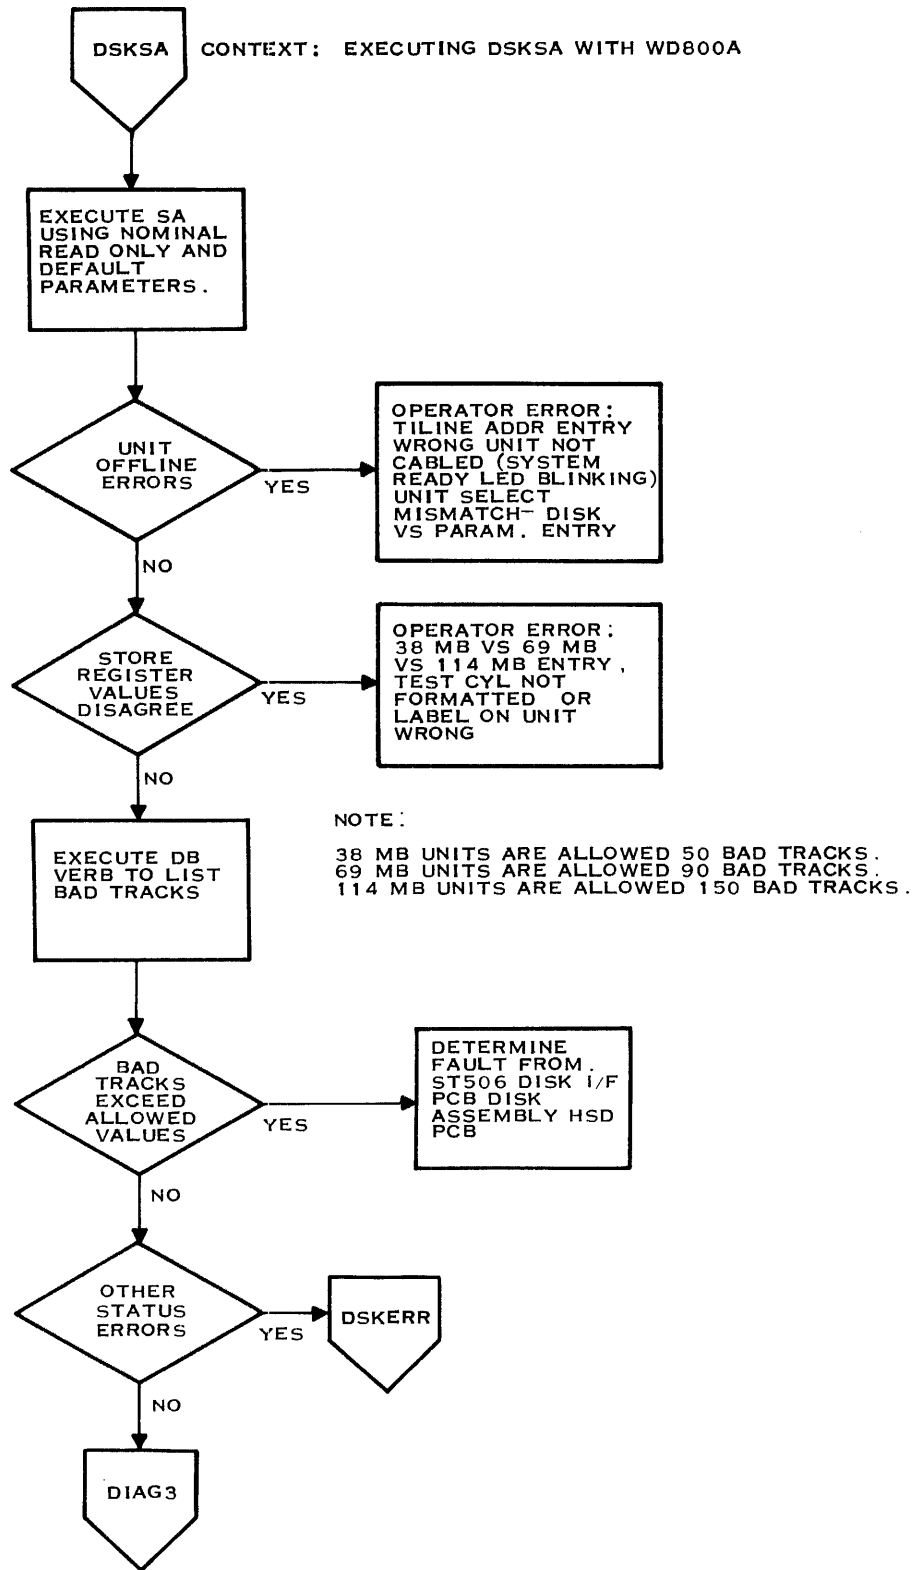 DSKSA CONTEXT: EXECUTING DSKSA WITH WD800A
EXECUTE SA
USING NOMINAL
READ ONLY AND
DEFAULT
PARAMETERS.
UNIT
OFFLINE
ERRORS
YES
OPERATOR ERROR:
TILINE ADDR ENTRY
WRONG UNIT NOT
CABLED (SYSTEM
READY LED BLINKING)
UNIT SELECT
MISMATCH- DISK
VS PARAM. ENTRY
NO
STORE
REGISTER
VALUES
DISAGREE
YES
OPERATOR ERROR:
38 MB VS 69 MB
VS 114 MB ENTRY,
TEST CYL NOT
FORMATTED OR
LABEL ON UNIT
WRONG
NO
EXECUTE DB
VERB TO LIST
BAD TRACKS
NOTE:
38 MB UNITS ARE ALLOWED 50 BAD TRACKS.
69 MB UNITS ARE ALLOWED 90 BAD TRACKS.
114 MB UNITS ARE ALLOWED 150 BAD TRACKS.
BAD
TRACKS
EXCEED
ALLOWED
VALUES
YES
DETERMINE
FAULT FROM.
ST506 DISK I/F
PCB DISK
ASSEMBLY HSD
PCB
NO
OTHER
STATUS
ERRORS
YES
DSKERR
NO
DIAG3